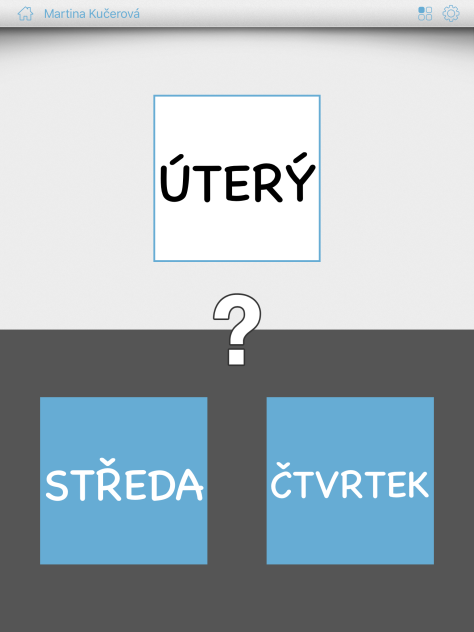 Martina Kučerová
ÚTERÝ
?
STŘEDA
ČTVRTEK